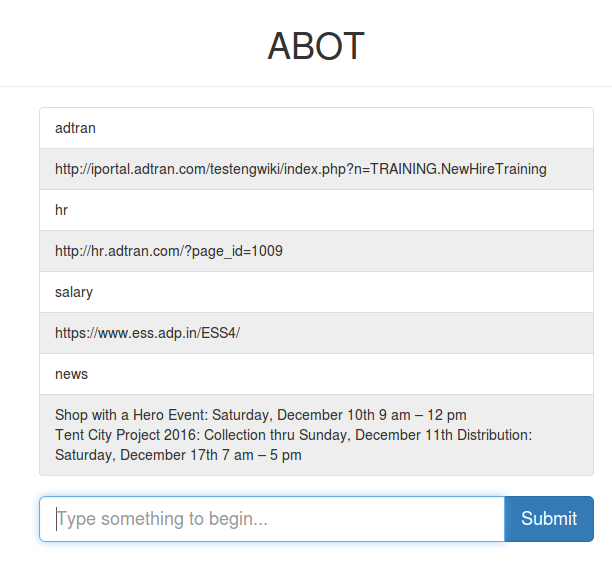 ABOT
adtran
http://iportal.adtran.com/testengwiki/index.php?n=TRAINING.NewHireTraining
hr
http://hr.adtran.com/?page_id=1009
salary
https://www.ess.adp.in/ESS4/
news
Shop with a Hero Event: Saturday, December 10th 9 am – 12 pm
Tent City Project 2016: Collection thru Sunday, December 11th Distribution:
Saturday, December 17th 7 am – 5 pm
Type something to begin...
Submit